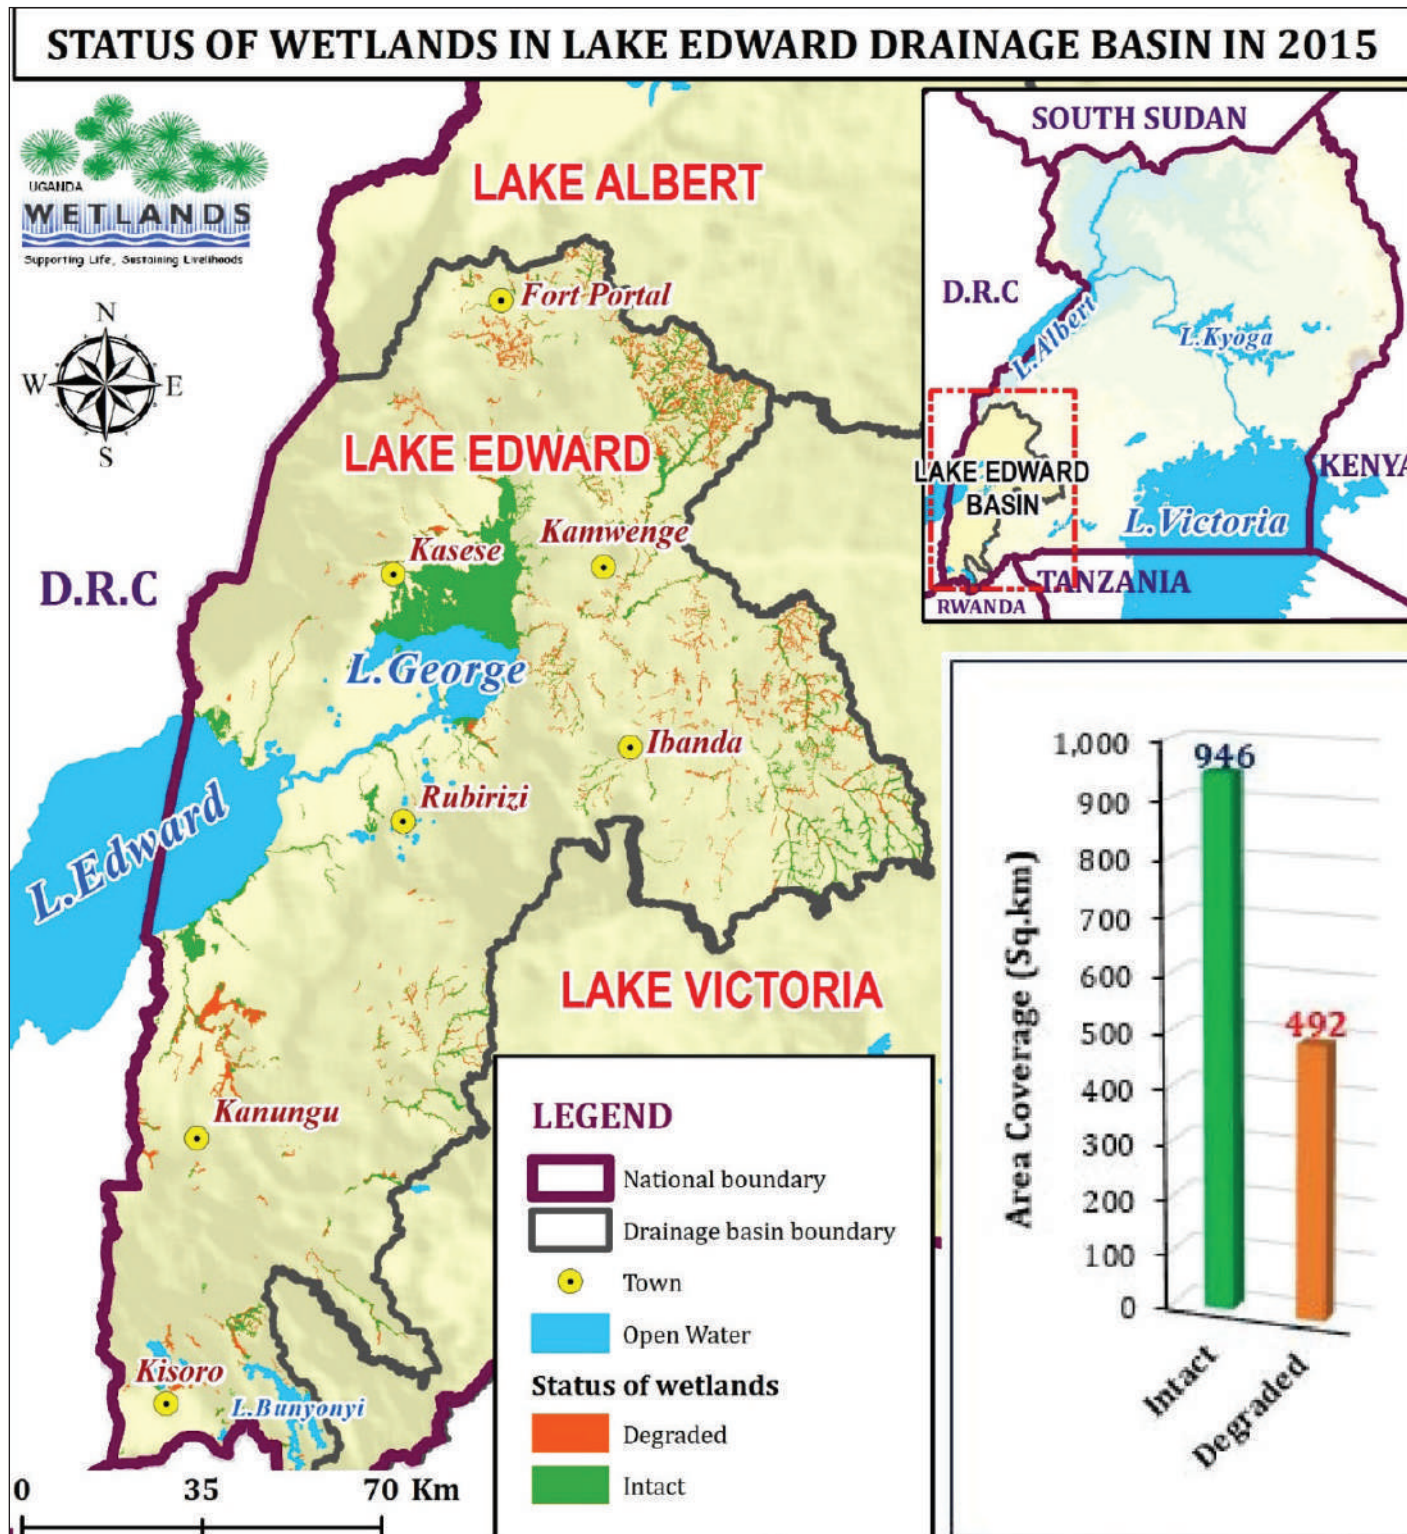 STATUS OF WETLANDS IN LAKE EDWARD DRAINAGE BASIN IN 2015
UGANDA
WETLANDS
Supporting Life, Sustaining Livelihoods
N
W
E
S
LAKE ALBERT
Fort Portal
LAKE EDWARD
Kasese
Kamwenge
D.R.C
L.George
Ibanda
Rubirizi
L.Edward
LAKE VICTORIA
Kanungu
Kisoro
L.Bunyonyi
0 35 70 Km
SOUTH SUDAN
D.R.C
L.Albert
L.Kyoga
LAKE EDWARD
BASIN
KENYA
L.Victoria
TANZANIA
RWANDA
LEGEND
National boundary
Drainage basin boundary
Town
Open Water
Status of wetlands
Degraded
Intact
Area Coverage (Sq.km)
1,000
900
800
700
600
500
400
300
200
100
0
946
492
Intact
Degraded